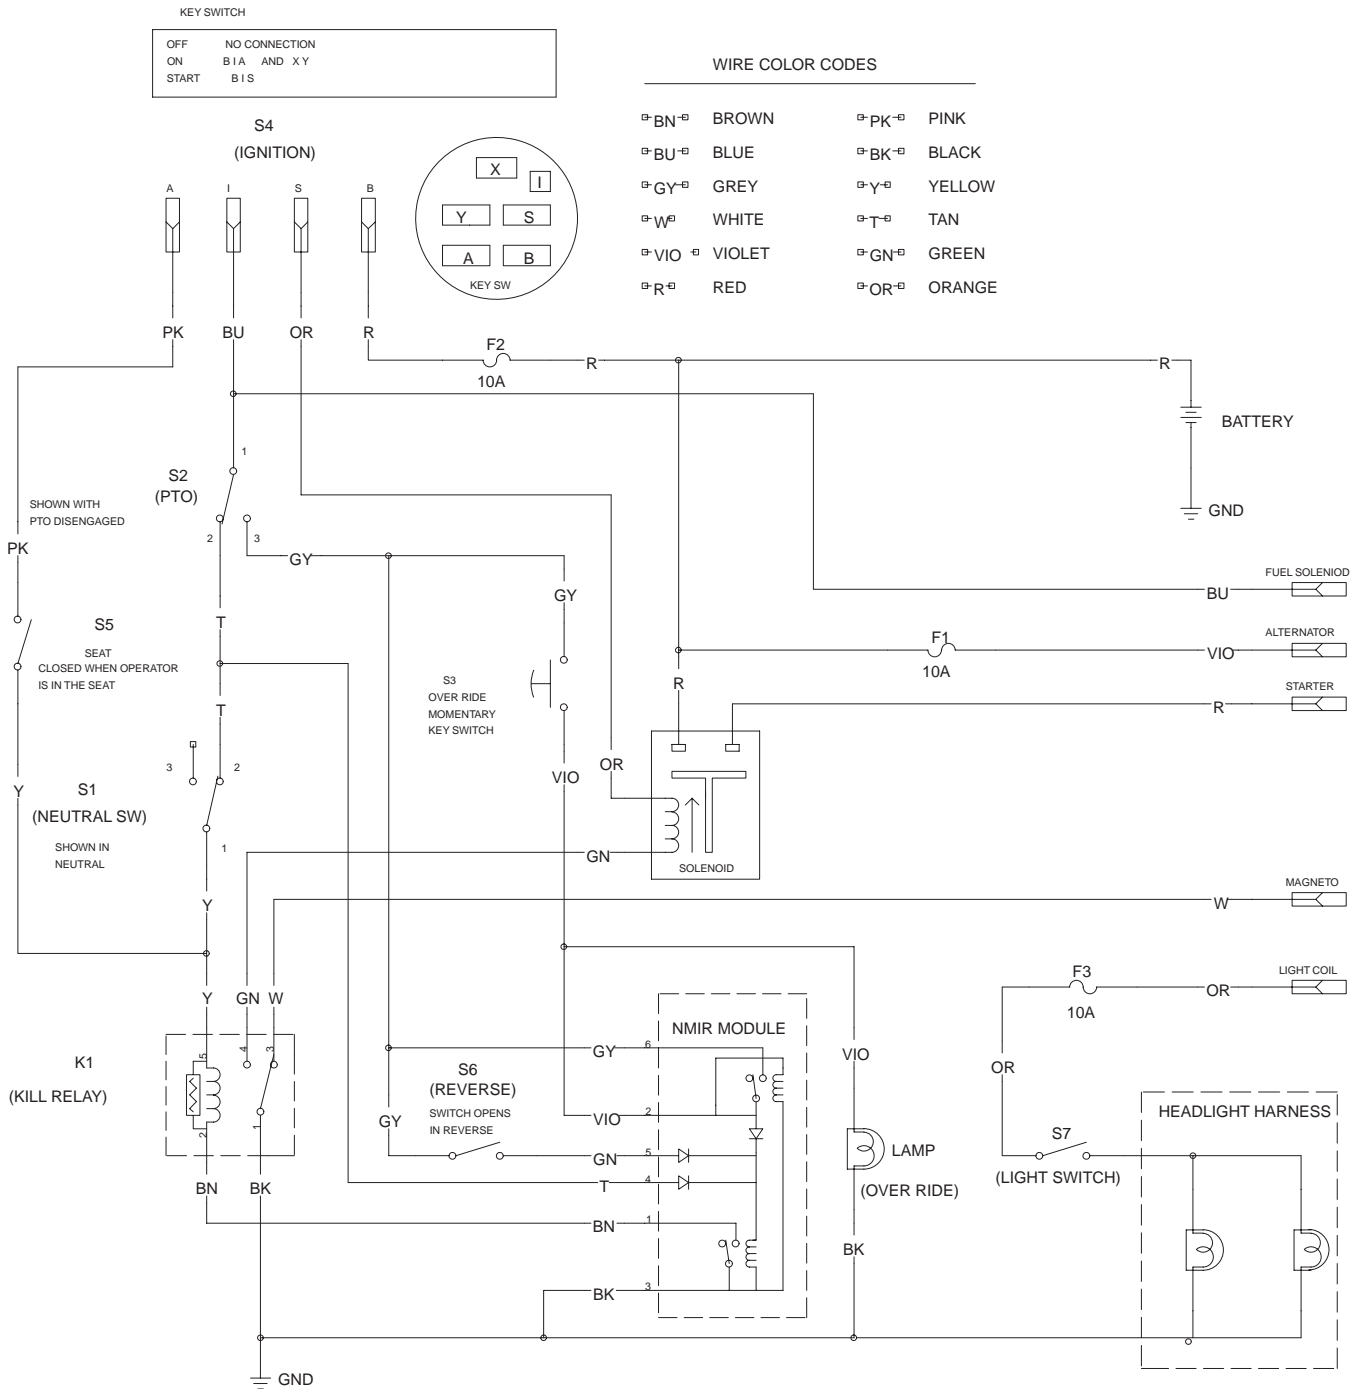 KEY SWITCH
OFF NO CONNECTION
ON B I A AND X Y
START B I S
WIRE COLOR CODES
BN BROWN PK PINK
BU BLUE BK BLACK
GY GREY Y YELLOW
W WHITE T TAN
VIO VIOLET GN GREEN
R RED OR ORANGE
S4
(IGNITION)
A I S B
X
I
Y S
A B
KEY SW
PK BU OR R
F2
10A
R
R
BATTERY
GND
1
S2
(PTO)
SHOWN WITH
PTO DISENGAGED
2 3
PK
GY
GY
T
S5
SEAT
CLOSED WHEN OPERATOR
IS IN THE SEAT
FUEL SOLENIOD
BU
F1
10A
ALTERNATOR
VIO
STARTER
R
R
S3
OVER RIDE
MOMENTARY
KEY SWITCH
T
3 2
VIO
OR
Y
S1
(NEUTRAL SW)
SHOWN IN
NEUTRAL
1
GN
SOLENOID
Y
MAGNETO
W
F3
10A
LIGHT COIL
OR
Y GN W
K1
(KILL RELAY)
5 4 3
2 1
NMIR MODULE
GY 6
S6
(REVERSE)
SWITCH OPENS
IN REVERSE
GY
VIO 2
GN 5
T 4
BN 1
BK 3
VIO
LAMP
(OVER RIDE)
BK
OR
S7
(LIGHT SWITCH)
HEADLIGHT HARNESS
BN BK
GND